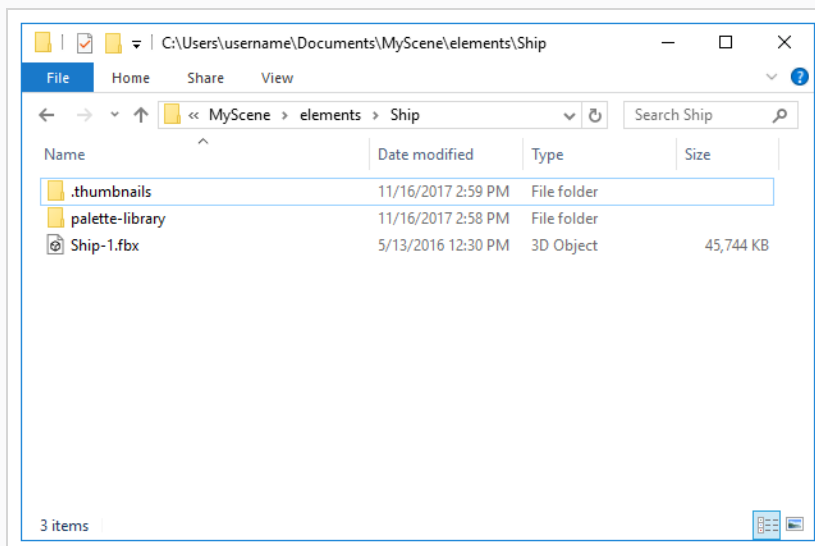 C:\Users\username\Documents\MyScene\elements\Ship
File Home Share View
« MyScene > elements > Ship Search Ship
Name Date modified Type Size
.thumbnails 11/16/2017 2:59 PM File folder
palette-library 11/16/2017 2:58 PM File folder
Ship-1.fbx 5/13/2016 12:30 PM 3D Object 45,744 KB
3 items